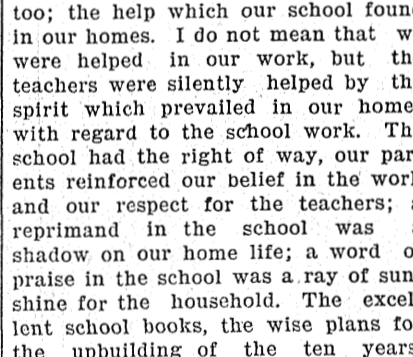 too; the help which our school foun
in our homes. I do not mean that w
were helped in our work, but th
teachers were silently helped by th
spirit which prevailed in our home
with regard to the school work. Th
school had the right of way, our par
ents reinforced our belief in the worl
and our respect for the teachers; a
reprimand in the school was a
shadow on our home life; a word o
praise in the school was a ray of sun
shine for the household. The excel
lent school books, the wise plans fo
the upbuilding of the ten years